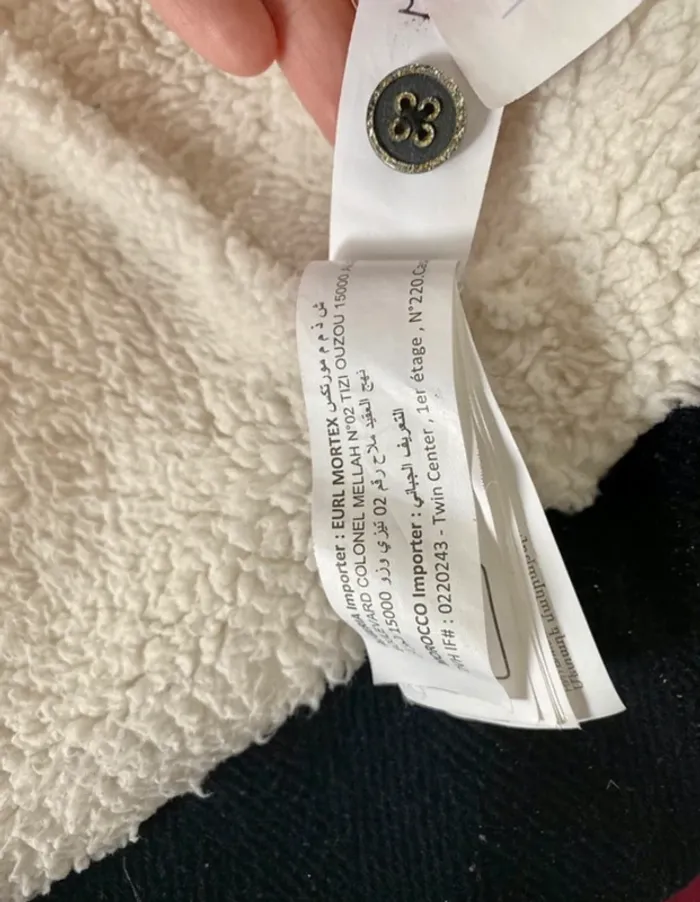 Importer : EURL MORTEX ش ذ م م مورتكس
COLONEL MELLAH N°02 TIZI OUZOU 15000
نهج العقيد ملاح رقم 02 تيزي وزو 15000
MOROCCO Importer : التعريف الجبائي
IF# : 0220243 - Twin Center , 1er étage , N°220.